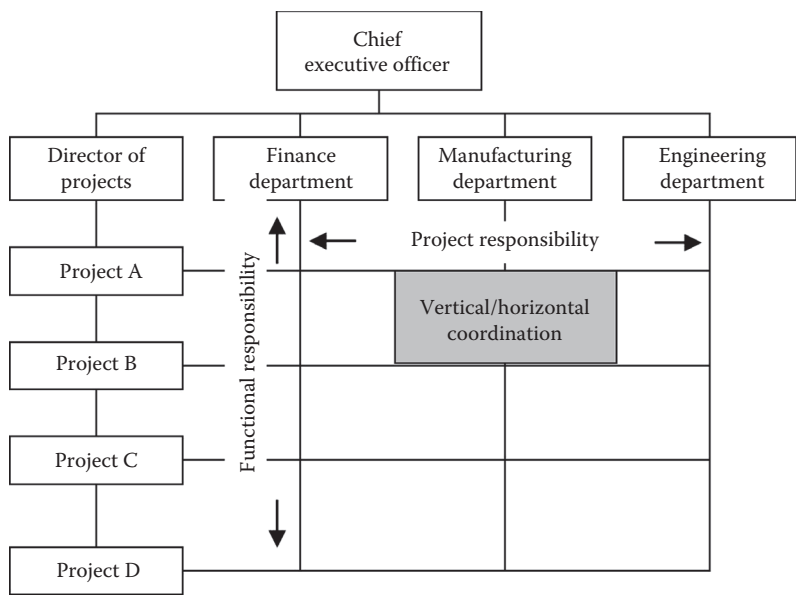 Chief
executive officer
Director of
projects
Finance
department
Manufacturing
department
Engineering
department
Project responsibility
Functional responsibility
Project A
Vertical/horizontal
coordination
Project B
Project C
Project D